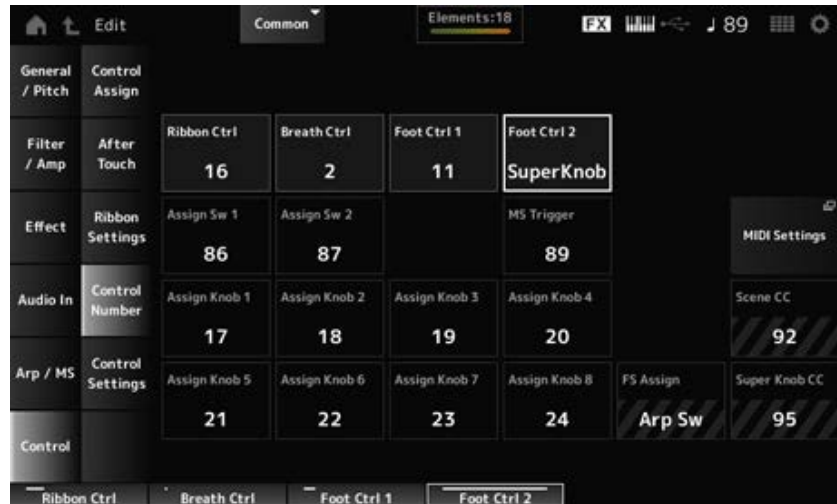 Edit
Common
Elements:18
FX
♩ 89
General
/ Pitch
Control
Assign
Filter
/ Amp
After
Touch
Ribbon Ctrl
16
Breath Ctrl
2
Foot Ctrl 1
11
Foot Ctrl 2
SuperKnob
Effect
Ribbon
Settings
Assign Sw 1
86
Assign Sw 2
87
MS Trigger
89
MIDI Settings
Audio In
Control
Number
Assign Knob 1
17
Assign Knob 2
18
Assign Knob 3
19
Assign Knob 4
20
Scene CC
92
Arp / MS
Control
Settings
Assign Knob 5
21
Assign Knob 6
22
Assign Knob 7
23
Assign Knob 8
24
FS Assign
Arp Sw
Super Knob CC
95
Control
Ribbon Ctrl
Breath Ctrl
Foot Ctrl 1
Foot Ctrl 2